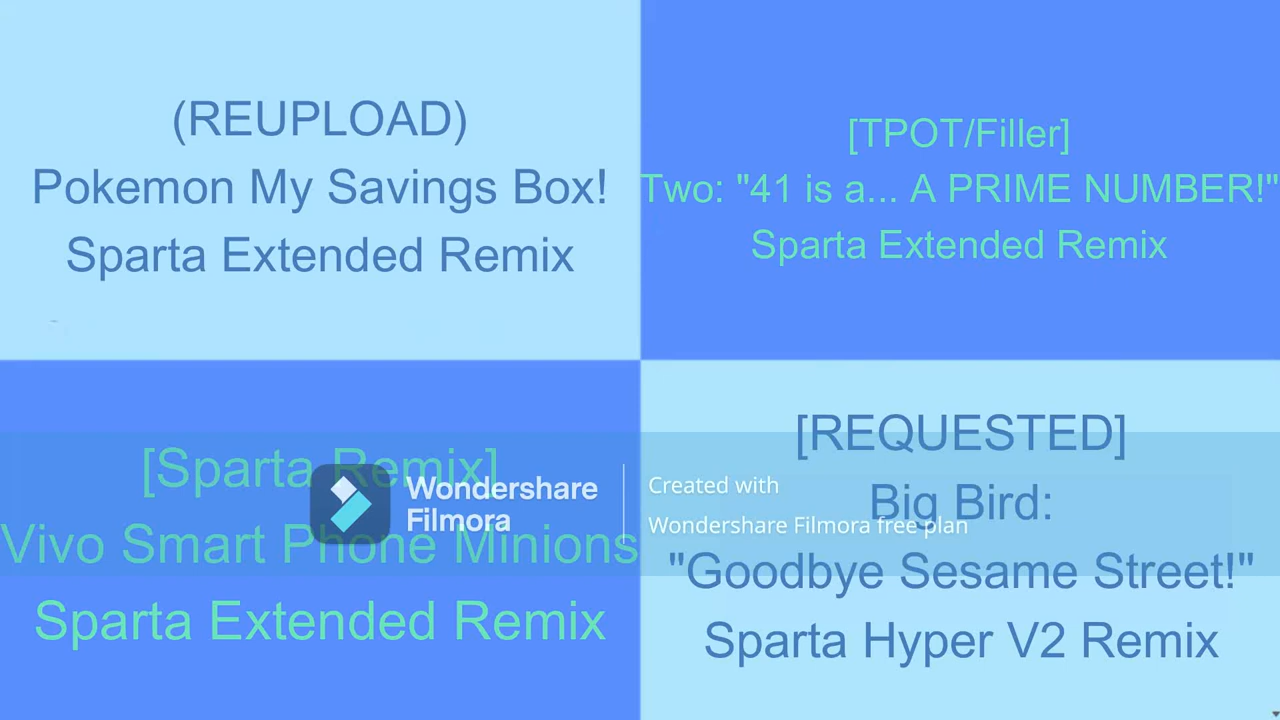 (REUPLOAD)
Pokemon My Savings Box!
Sparta Extended Remix
[TPOT/Filler]
Two: "41 is a... A PRIME NUMBER!"
Sparta Extended Remix
[Sparta Remix]
Vivo Smart Phone Minions
Sparta Extended Remix
[REQUESTED]
Big Bird:
"Goodbye Sesame Street!"
Sparta Hyper V2 Remix
Wondershare
Filmora
Created with
Wondershare Filmora free plan